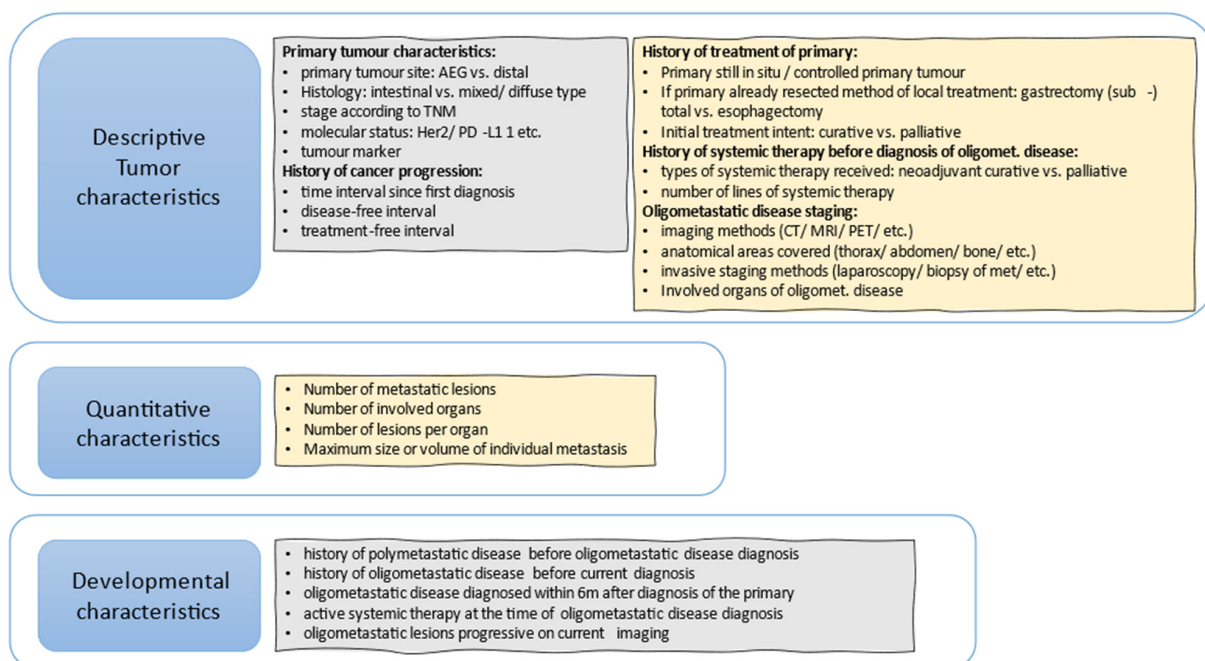 Descriptive
Tumor
characteristics
Primary tumour characteristics:
• primary tumour site: AEG vs. distal
• Histology: intestinal vs. mixed/ diffuse type
• stage according to TNM
• molecular status: Her2/ PD -L1 1 etc.
• tumour marker
History of cancer progression:
• time interval since first diagnosis
• disease-free interval
• treatment-free interval
History of treatment of primary:
• Primary still in situ / controlled primary tumour
• If primary already resected method of local treatment: gastrectomy (sub -)
total vs. esophagectomy
• Initial treatment intent: curative vs. palliative
History of systemic therapy before diagnosis of oligomet. disease:
• types of systemic therapy received: neoadjuvant curative vs. palliative
• number of lines of systemic therapy
Oligometastatic disease staging:
• imaging methods (CT/ MRI/ PET/ etc.)
• anatomical areas covered (thorax/ abdomen/ bone/ etc.)
• invasive staging methods (laparoscopy/ biopsy of met/ etc.)
• Involved organs of oligomet. disease
Quantitative
characteristics
• Number of metastatic lesions
• Number of involved organs
• Number of lesions per organ
• Maximum size or volume of individual metastasis
Developmental
characteristics
• history of polymetastatic disease before oligometastatic disease diagnosis
• history of oligometastatic disease before current diagnosis
• oligometastatic disease diagnosed within 6m after diagnosis of the primary
• active systemic therapy at the time of oligometastatic disease diagnosis
• oligometastatic lesions progressive on current imaging